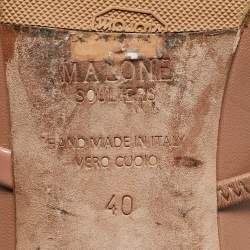 MALONE
SOULIERS
HAND MADE IN ITALY
VERO CUOIO
40